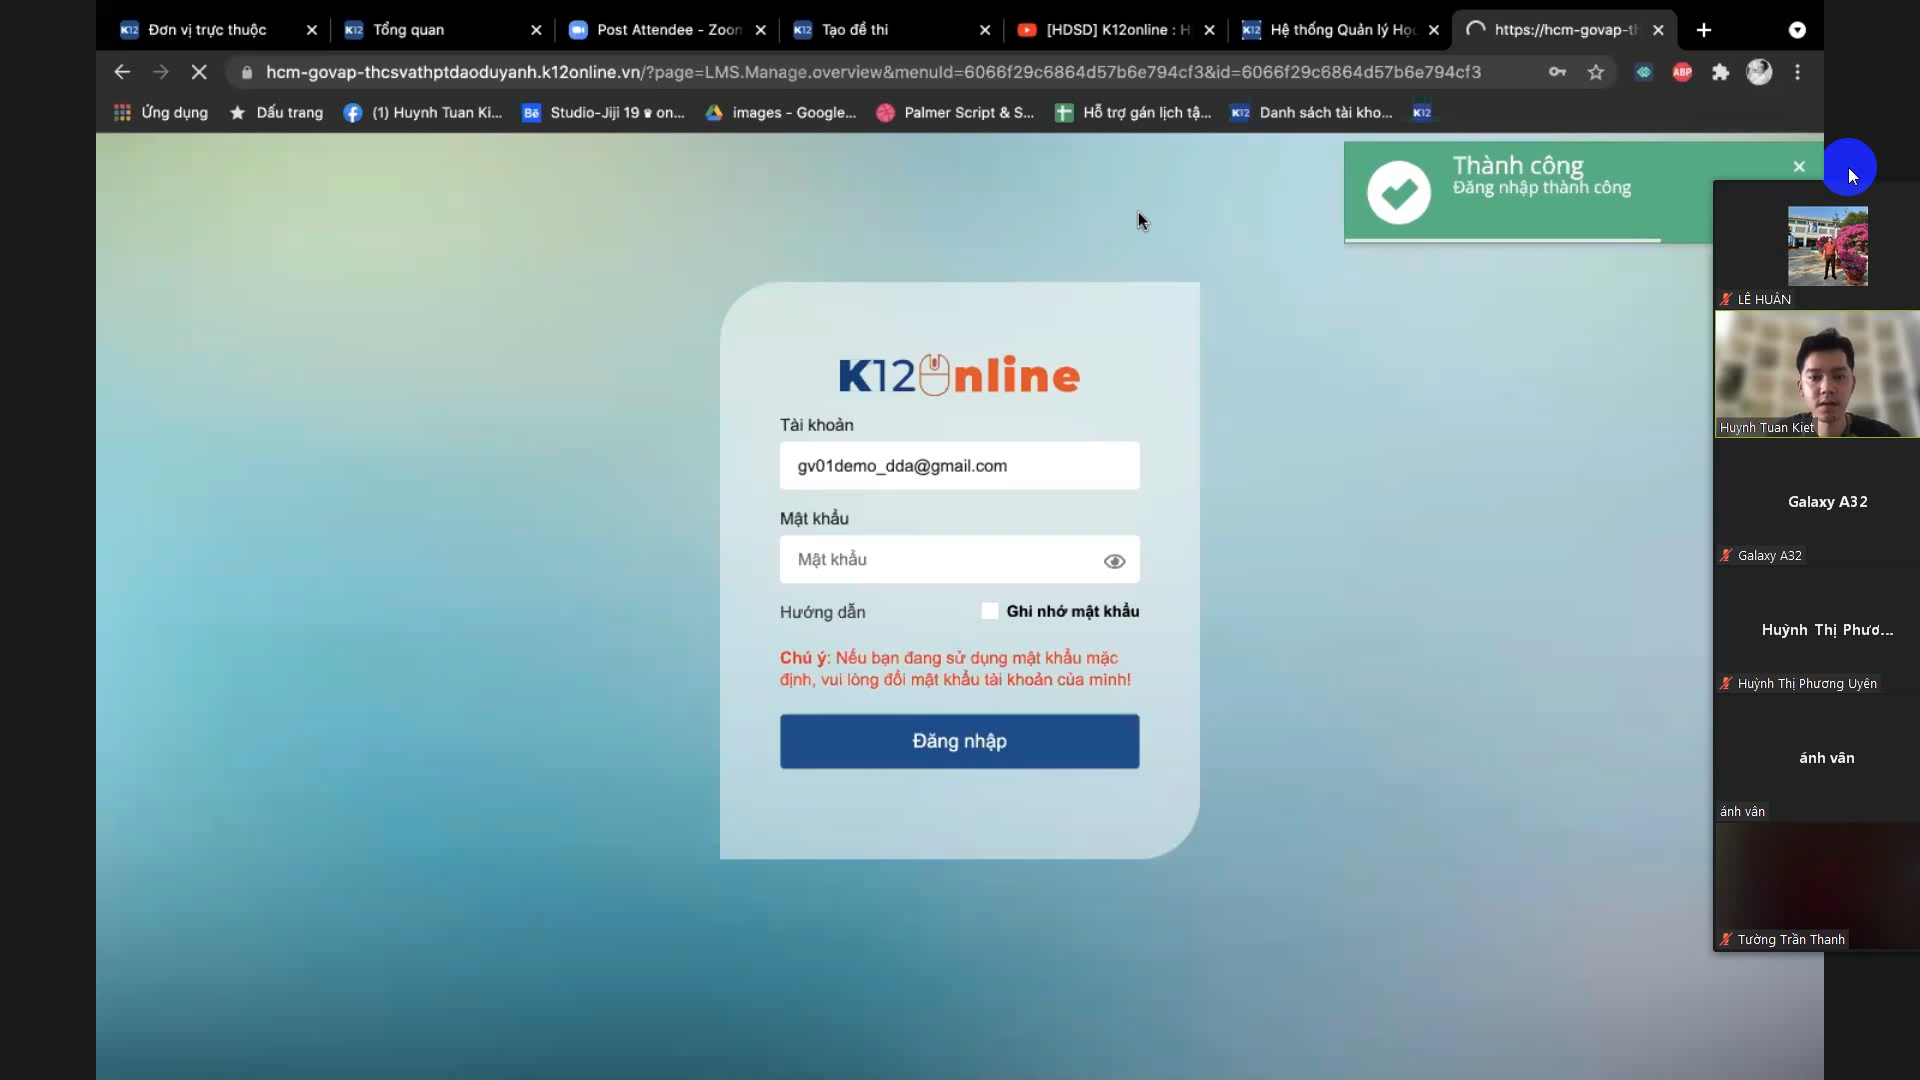 Đơn vị trực thuộc
Tổng quan
Post Attendee - Zoom
Tạo đề thi
[HDSD] K12online : H
Hệ thống Quản lý Học
https://hcm-govap-th
hcm-govap-thcsvathptdaoduyanh.k12online.vn/?page=LMS.Manage.overview&menuId=6066f29c6864d57b6e794cf3&id=6066f29c6864d57b6e794cf3
ABP
Ứng dụng
Dấu trang
(1) Huynh Tuan Ki...
Studio-Jiji 19 ♛ on...
images - Google...
Palmer Script & S...
Hỗ trợ gán lịch tậ...
Danh sách tài kho...
K12
Thành công
Đăng nhập thành công
K12Online
Tài khoản
gv01demo_dda@gmail.com
Mật khẩu
Mật khẩu
Hướng dẫn
Ghi nhớ mật khẩu
Chú ý: Nếu bạn đang sử dụng mật khẩu mặc
định, vui lòng đổi mật khẩu tài khoản của mình!
Đăng nhập
LÊ HUÂN
Huynh Tuan Kiet
Galaxy A32
Galaxy A32
Huỳnh Thị Phươ...
Huỳnh Thị Phương Uyên
ánh vân
ánh vân
Tường Trần Thanh